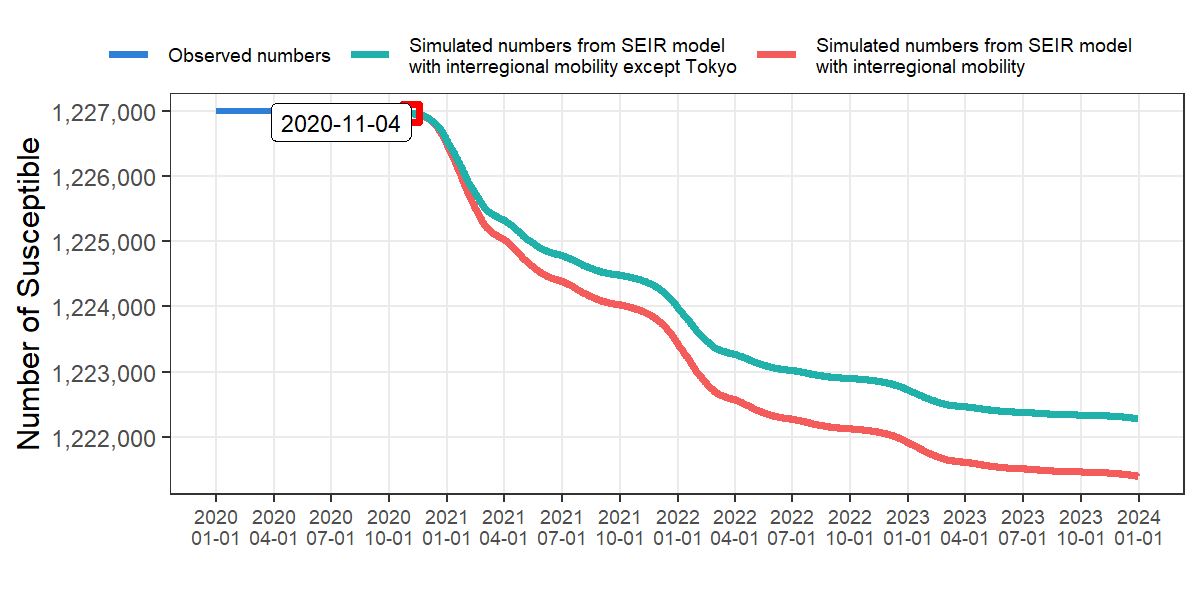 Observed numbers
Simulated numbers from SEIR model
with interregional mobility except Tokyo
Simulated numbers from SEIR model
with interregional mobility
Number of Susceptible
1,227,000
1,226,000
1,225,000
1,224,000
1,223,000
1,222,000
2020-11-04
2020 2020 2020 2020 2021 2021 2021 2021 2022 2022 2022 2022 2023 2023 2023 2023 2024
01-01 04-01 07-01 10-01 01-01 04-01 07-01 10-01 01-01 04-01 07-01 10-01 01-01 04-01 07-01 10-01 01-01